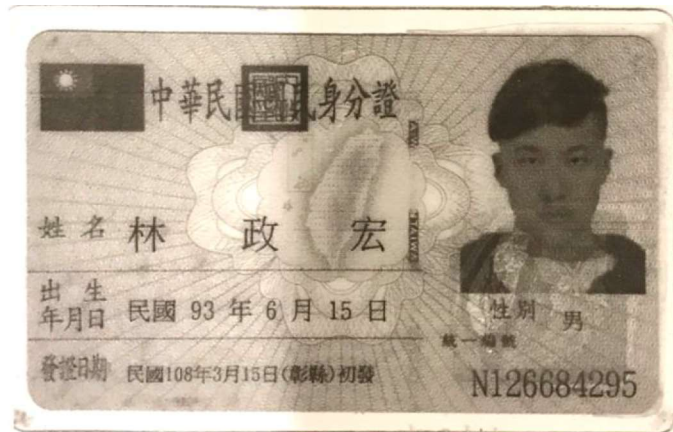 中華民國國民身分證
姓名 林政宏
出生年月日 民國 93 年 6 月 15 日
性別 男
統一編號
發證日期 民國108年3月15日(彰縣)初發
N126684295